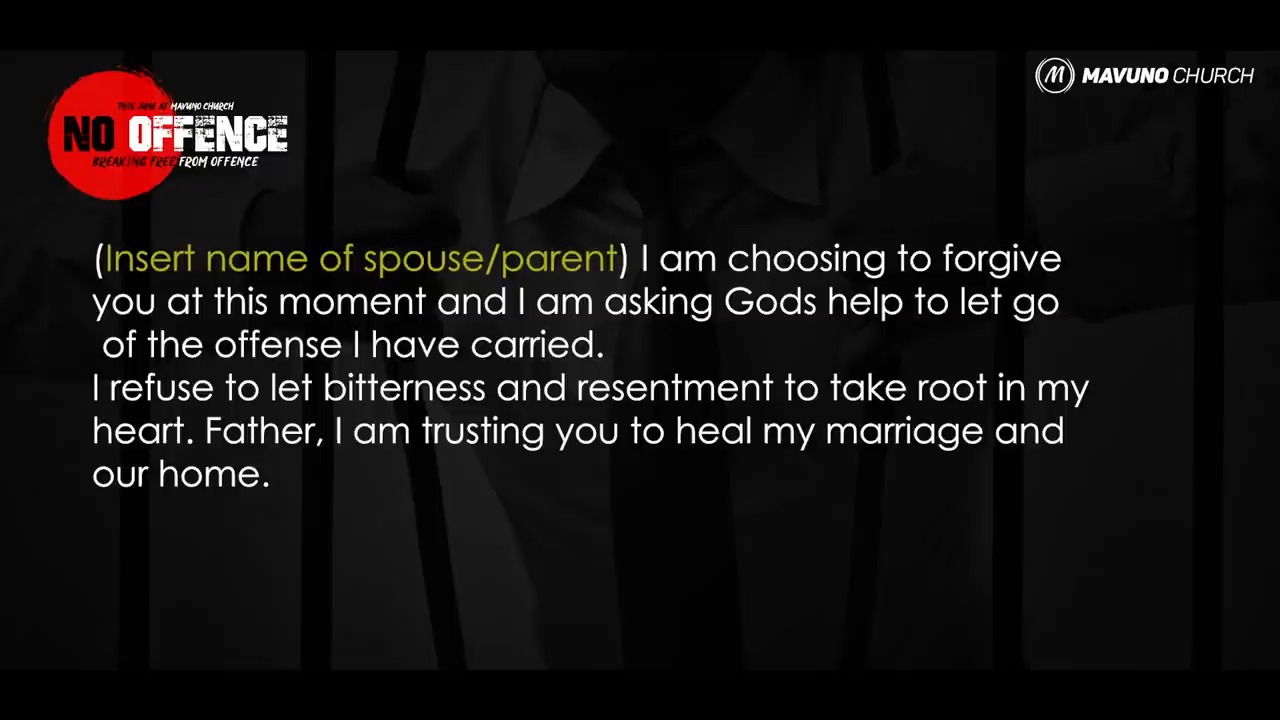 THIS JUNE AT MAVUNO CHURCH
NO OFFENCE
BREAKING FREE FROM OFFENCE
M MAVUNO CHURCH
(Insert name of spouse/parent) I am choosing to forgive
you at this moment and I am asking Gods help to let go
of the offense I have carried.
I refuse to let bitterness and resentment to take root in my
heart. Father, I am trusting you to heal my marriage and
our home.